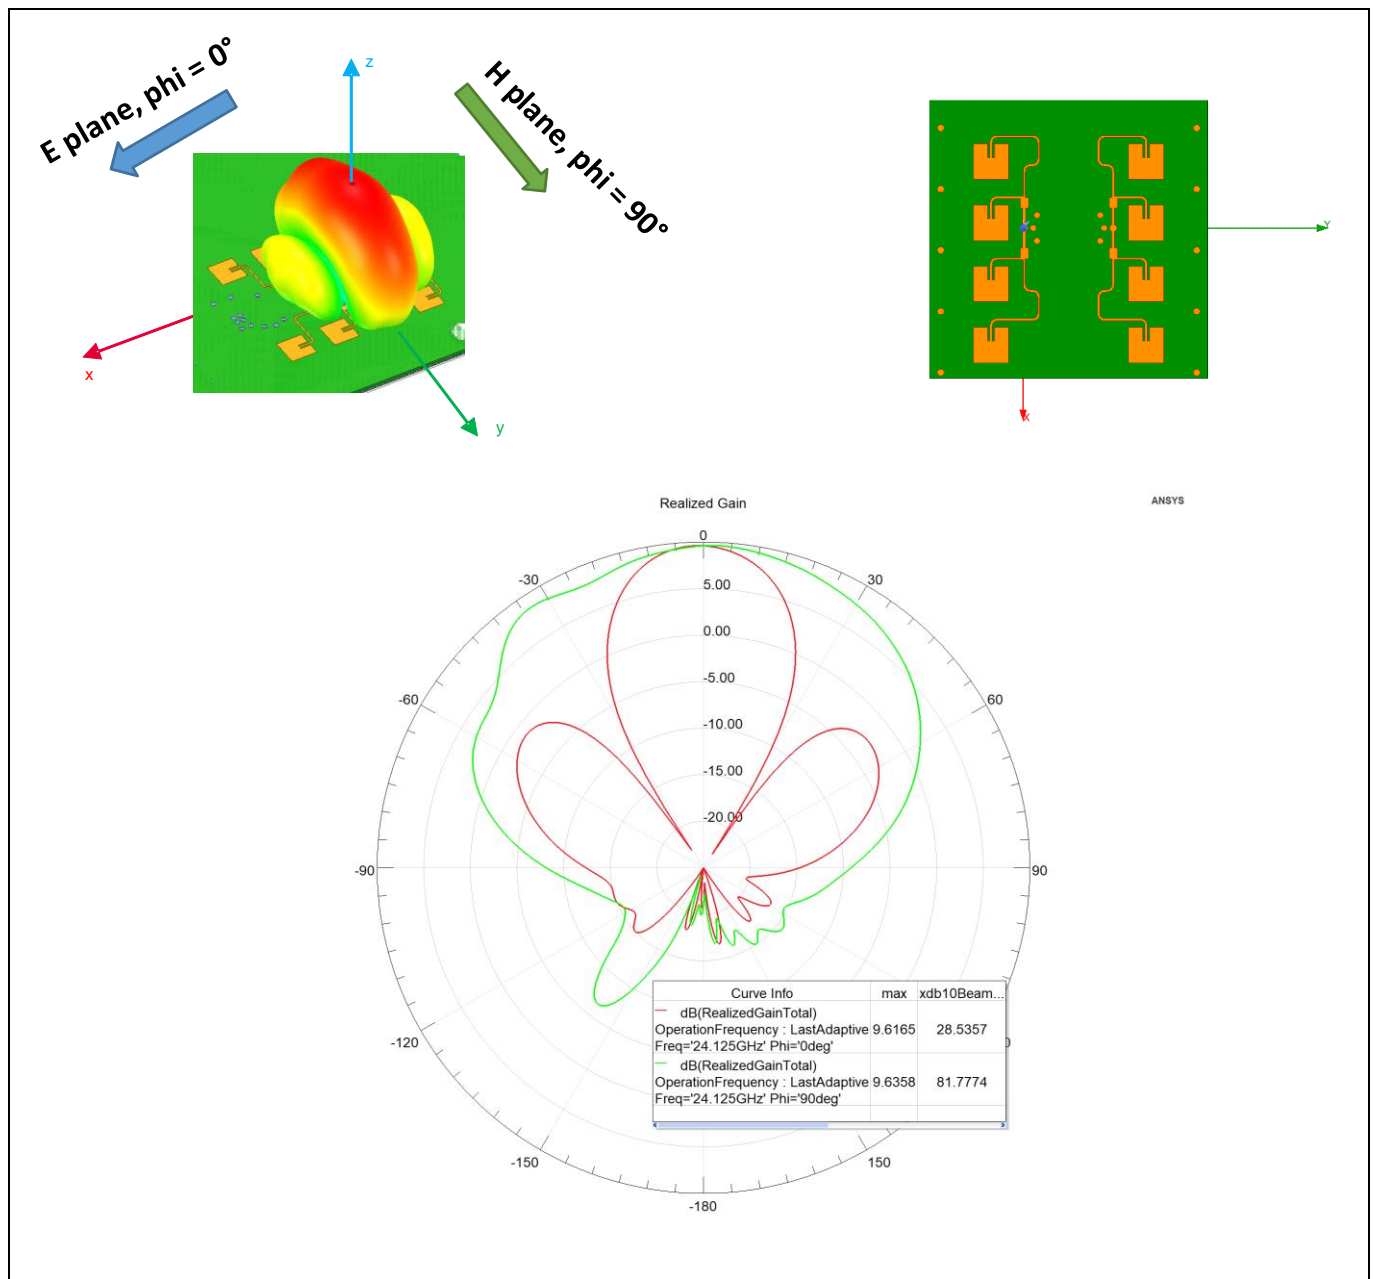 E plane, phi = 0°
H plane, phi = 90°
z
x
y
Y
X
Realized Gain
ANSYS
0
-30
30
5.00
0.00
-5.00
-60
60
-10.00
-15.00
-20.00
-90
90
Curve Info max xdb10Beam...
dB(RealizedGainTotal)
OperationFrequency : LastAdaptive 9.6165 28.5357
Freq='24.125GHz' Phi='0deg'
dB(RealizedGainTotal)
OperationFrequency : LastAdaptive 9.6358 81.7774
Freq='24.125GHz' Phi='90deg'
-120
0
-150
150
-180